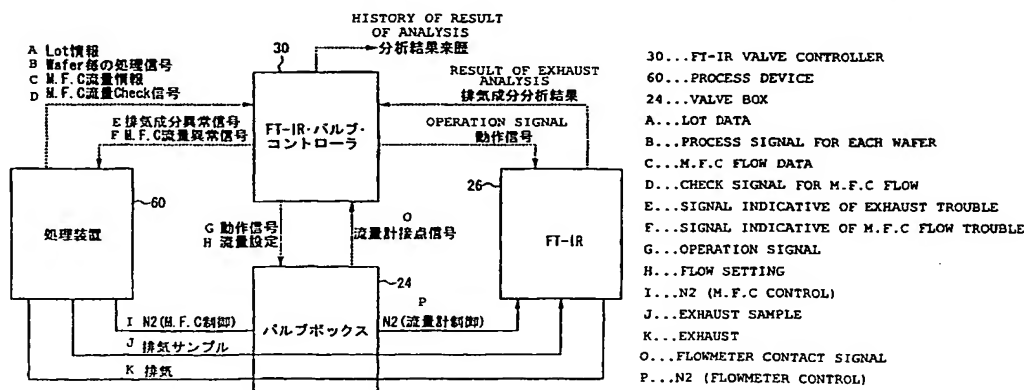 HISTORY OF RESULT
OF ANALYSIS
分析結果来歴
30
A Lot情報
B Wafer毎の処理信号
C M.F.C流量情報
D M.F.C流量Check信号
RESULT OF EXHAUST
ANALYSIS
排気成分分析結果
E 排気成分異常信号
F M.F.C流量異常信号
FT-IR・バルブ・
コントローラ
OPERATION SIGNAL
動作信号
60
処理装置
26
FT-IR
G 動作信号
H 流量設定
O
流量計接点信号
24
バルブボックス
I N2(M.F.C制御)
P
N2(流量計制御)
J 排気サンプル
K 排気
30...FT-IR VALVE CONTROLLER
60...PROCESS DEVICE
24...VALVE BOX
A...LOT DATA
B...PROCESS SIGNAL FOR EACH WAFER
C...M.F.C FLOW DATA
D...CHECK SIGNAL FOR M.F.C FLOW
E...SIGNAL INDICATIVE OF EXHAUST TROUBLE
F...SIGNAL INDICATIVE OF M.F.C FLOW TROUBLE
G...OPERATION SIGNAL
H...FLOW SETTING
I...N2 (M.F.C CONTROL)
J...EXHAUST SAMPLE
K...EXHAUST
O...FLOWMETER CONTACT SIGNAL
P...N2 (FLOWMETER CONTROL)